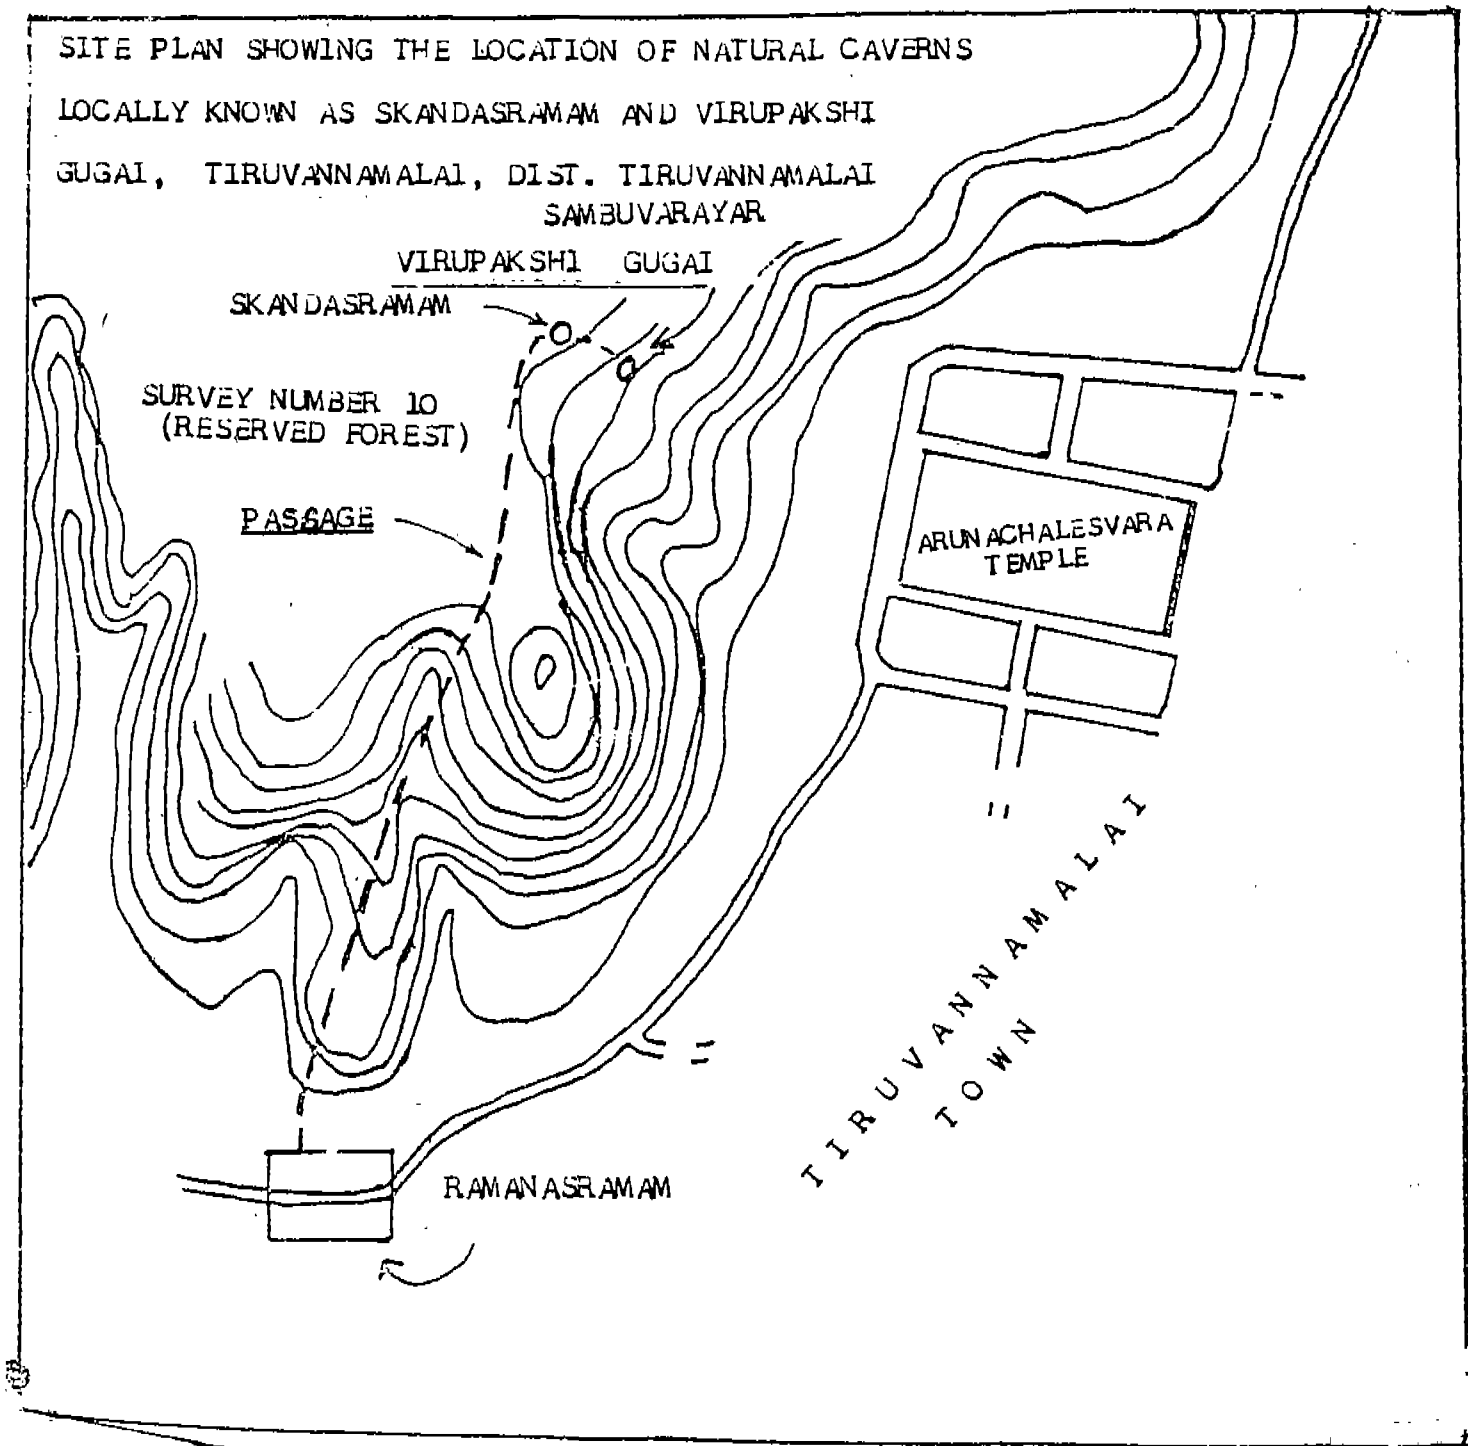 SITE PLAN SHOWING THE LOCATION OF NATURAL CAVERNS
LOCALLY KNOWN AS SKANDASRAMAM AND VIRUPAKSHI
GUGAI, TIRUVANNAMALAI, DIST. TIRUVANNAMALAI
SAMBUVARAYAR
VIRUPAKSHI GUGAI
SKANDASRAMAM
SURVEY NUMBER 10
(RESERVED FOREST)
PASSAGE
ARUNACHALESVARA
TEMPLE
TIRUVANNAMALAI
TOWN
RAMANASRAMAM